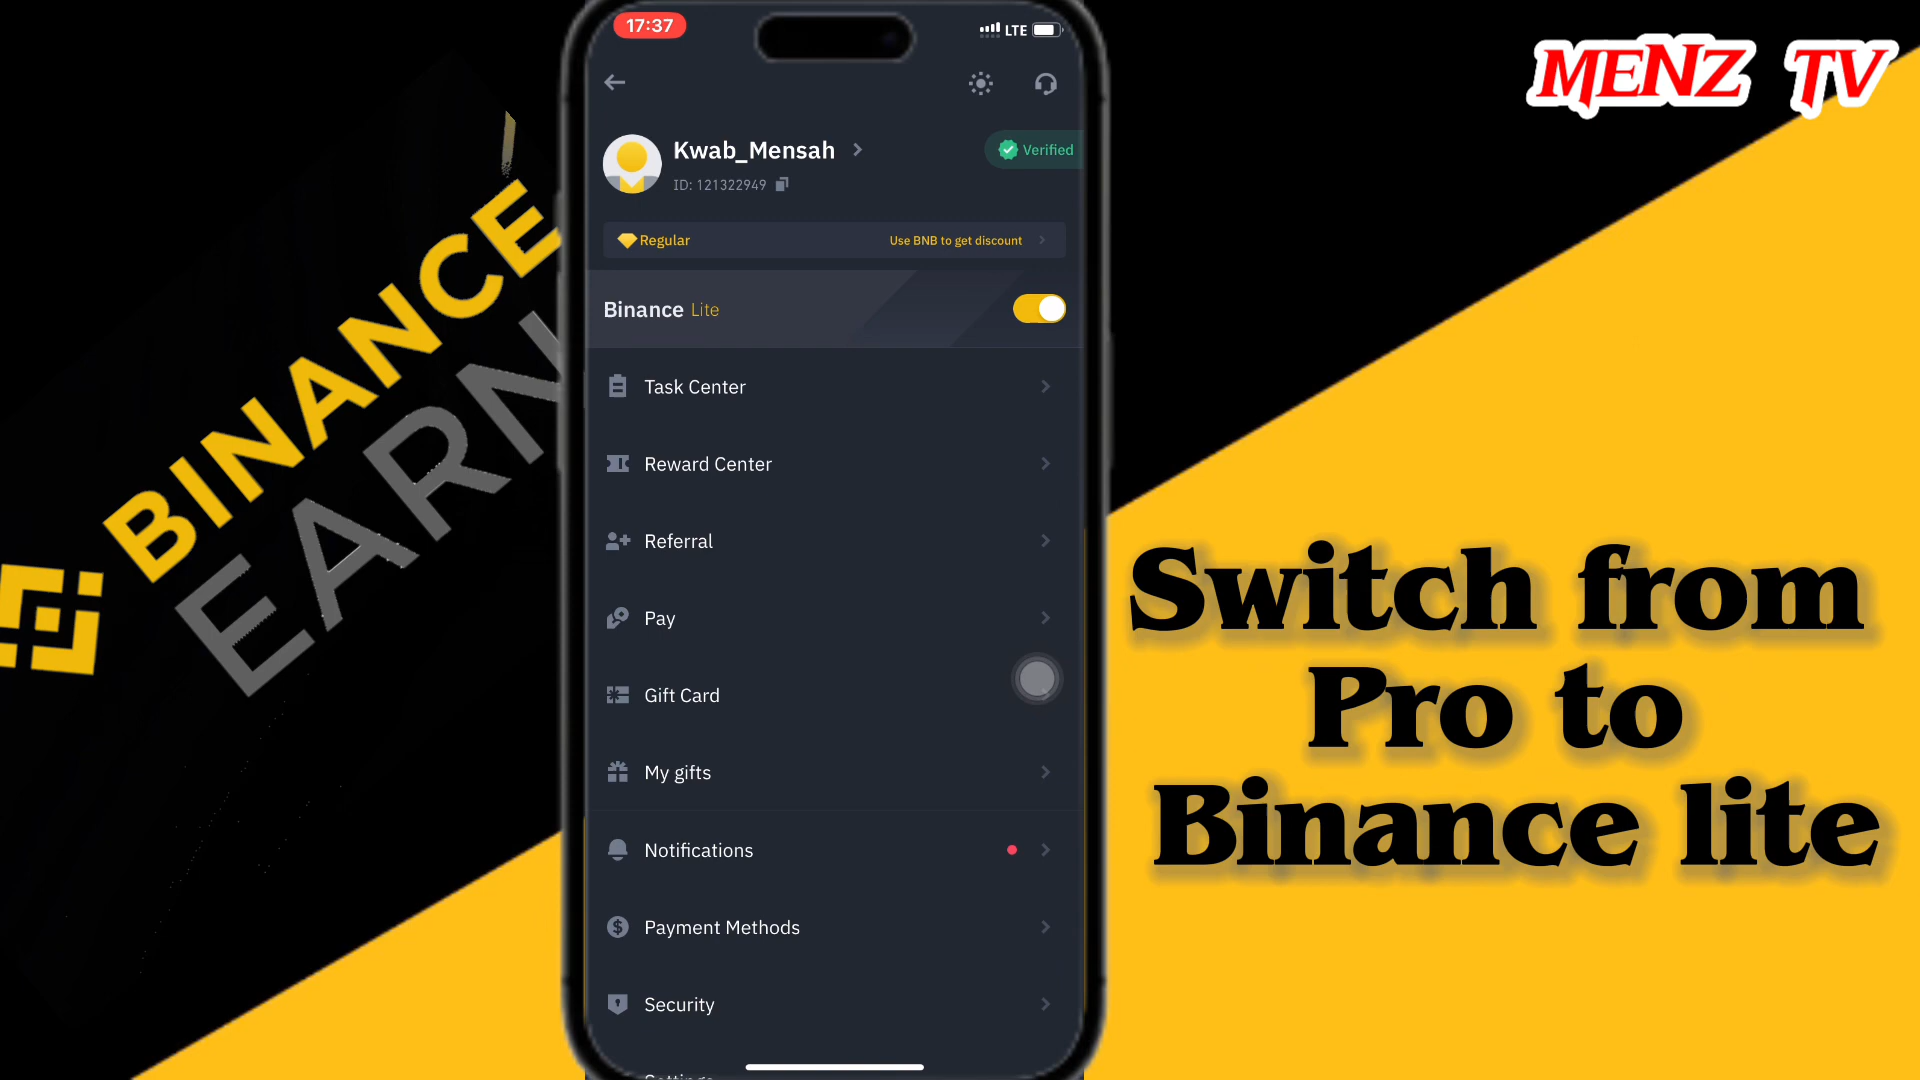 17:37
LTE
MENZ TV
Kwab_Mensah
Verified
ID: 121322949
Regular
Use BNB to get discount
Binance Lite
Task Center
Reward Center
Referral
Pay
Gift Card
My gifts
Notifications
Payment Methods
Security
BINANCE
EARN
Switch from
Pro to
Binance lite